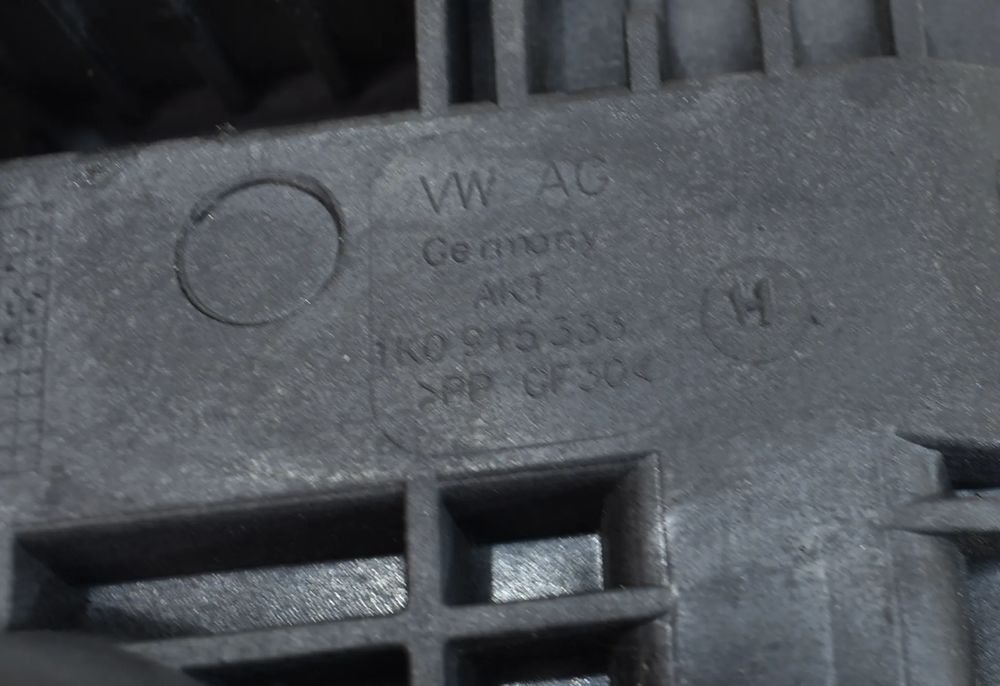 VW AG
Germany
AKT
1K0 915 333
>PP GF30<
H